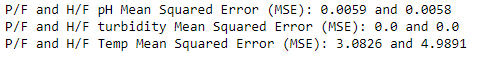 P/F and H/F pH Mean Squared Error (MSE): 0.0059 and 0.0058
P/F and H/F turbidity Mean Squared Error (MSE): 0.0 and 0.0
P/F and H/F Temp Mean Squared Error (MSE): 3.0826 and 4.9891